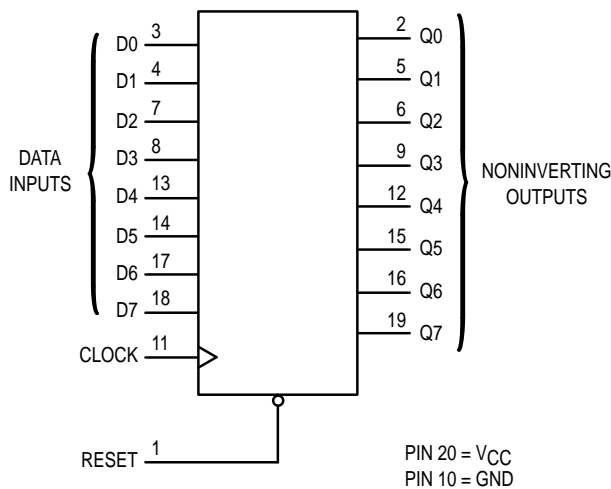 D0 3
D1 4
D2 7
D3 8
D4 13
D5 14
D6 17
D7 18
DATA
INPUTS
CLOCK 11
RESET 1
2 Q0
5 Q1
6 Q2
9 Q3
12 Q4
15 Q5
16 Q6
19 Q7
NONINVERTING
OUTPUTS
PIN 20 = VCC
PIN 10 = GND